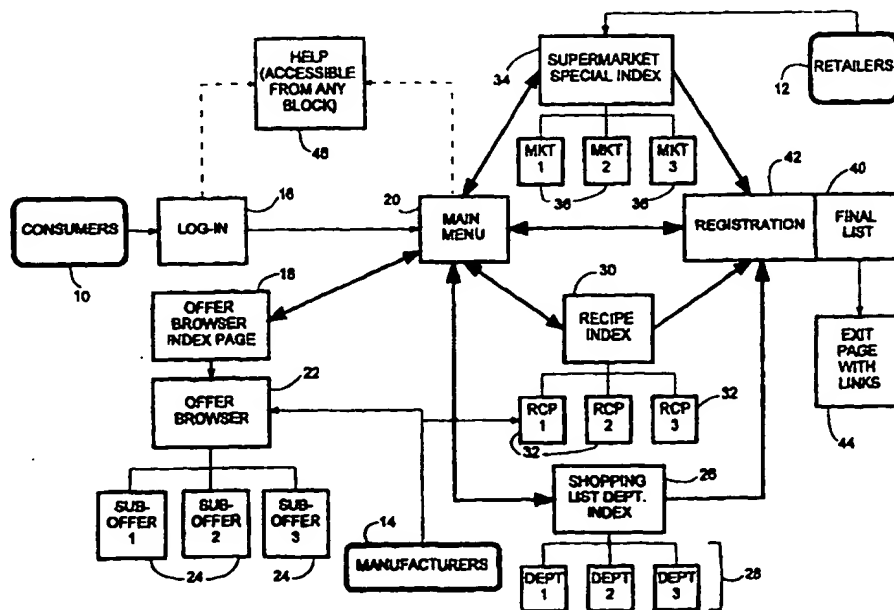 HELP
(ACCESSIBLE
FROM ANY
BLOCK)
46
34
SUPERMARKET
SPECIAL INDEX
RETAILERS
12
MKT
1
MKT
2
MKT
3
36
36
CONSUMERS
10
16
LOG-IN
20
MAIN
MENU
42
40
REGISTRATION
FINAL
LIST
18
OFFER
BROWSER
INDEX PAGE
30
RECIPE
INDEX
EXIT
PAGE
WITH
LINKS
44
22
OFFER
BROWSER
RCP
1
RCP
2
RCP
3
32
32
26
SHOPPING
LIST DEPT.
INDEX
SUB-
OFFER
1
SUB-
OFFER
2
SUB-
OFFER
3
24
24
14
MANUFACTURERS
DEPT
1
DEPT
2
DEPT
3
28